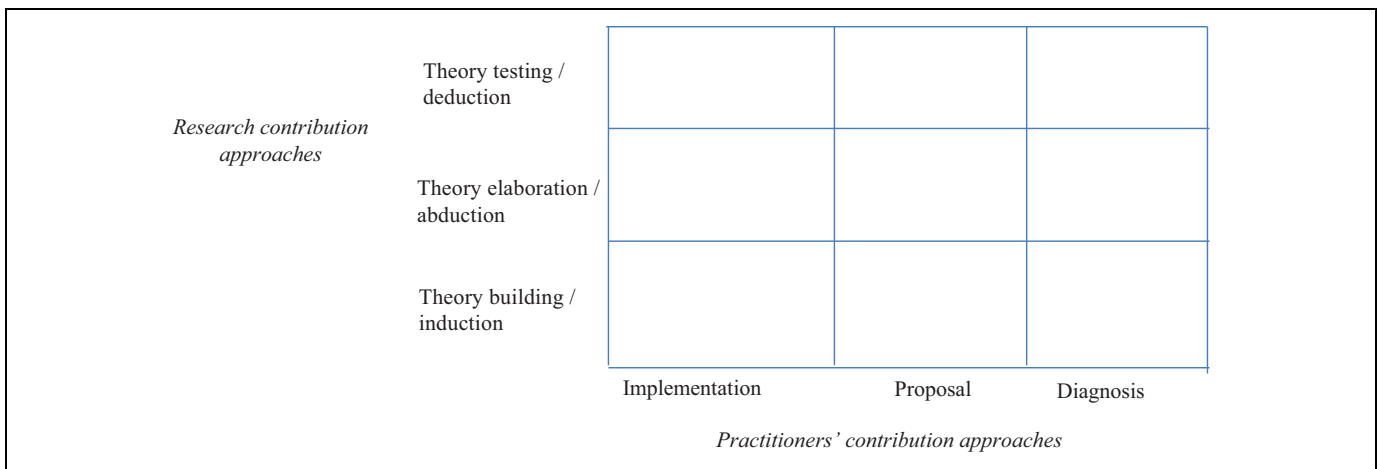 Theory testing /
deduction
Research contribution
approaches
Theory elaboration /
abduction
Theory building /
induction
Implementation
Proposal
Diagnosis
Practitioners’ contribution approaches